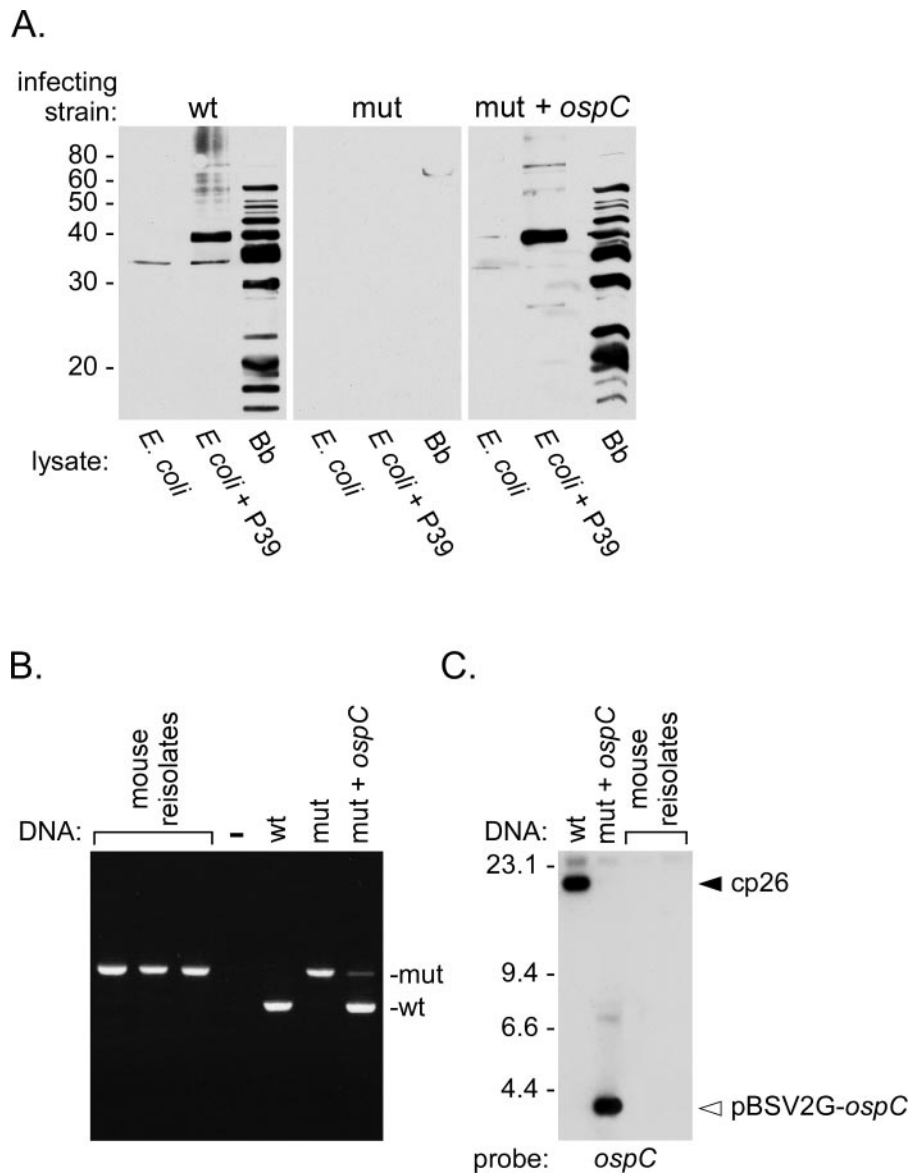 A.
infecting
strain:
wt
mut
mut + ospC
80 -
60 -
50 -
40 -
30 -
20 -
lysate:
E. coli
E coli + P39
Bb
E. coli
E coli + P39
Bb
E. coli
E coli + P39
Bb
B.
DNA:
mouse
reisolates
-
wt
mut
mut + ospC
-mut
-wt
C.
DNA:
wt
mut + ospC
mouse
reisolates
23.1 -
9.4 -
6.6 -
4.4 -
cp26
pBSV2G-ospC
probe: ospC